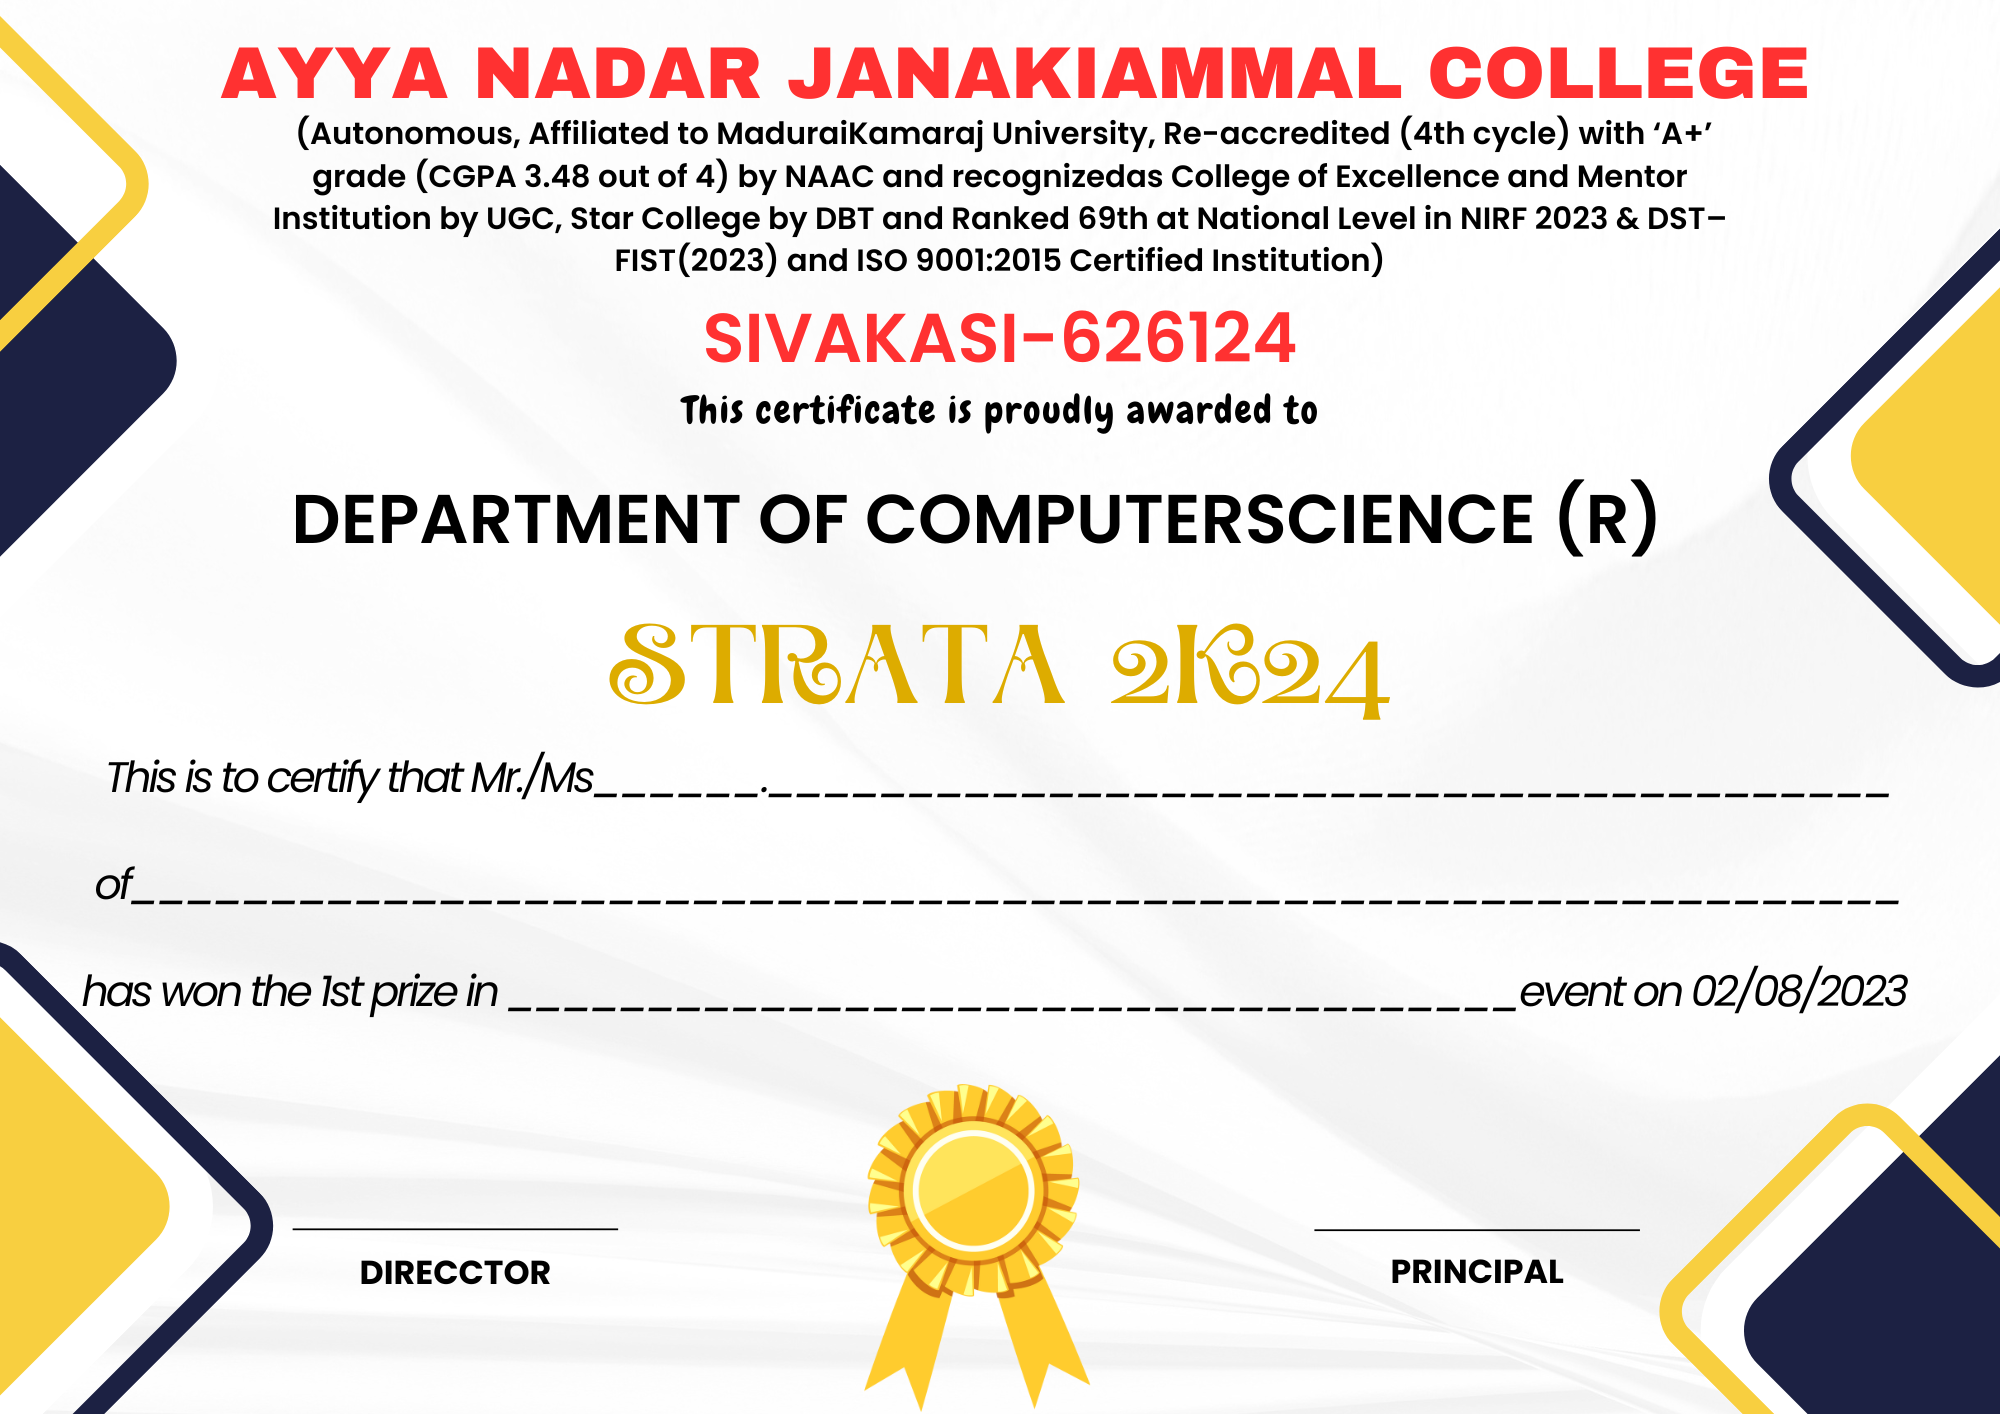 AYYA NADAR JANAKIAMMAL COLLEGE
(Autonomous, Affiliated to MaduraiKamaraj University, Re-accredited (4th cycle) with ‘A+’
grade (CGPA 3.48 out of 4) by NAAC and recognizedas College of Excellence and Mentor
Institution by UGC, Star College by DBT and Ranked 69th at National Level in NIRF 2023 & DST–
FIST(2023) and ISO 9001:2015 Certified Institution)
SIVAKASI-626124
This certificate is proudly awarded to
DEPARTMENT OF COMPUTERSCIENCE (R)
STRATA 2K24
This is to certify that Mr./Ms______.________________________________________
of_______________________________________________________________
has won the 1st prize in ____________________________________event on 02/08/2023
DIRECCTOR
PRINCIPAL